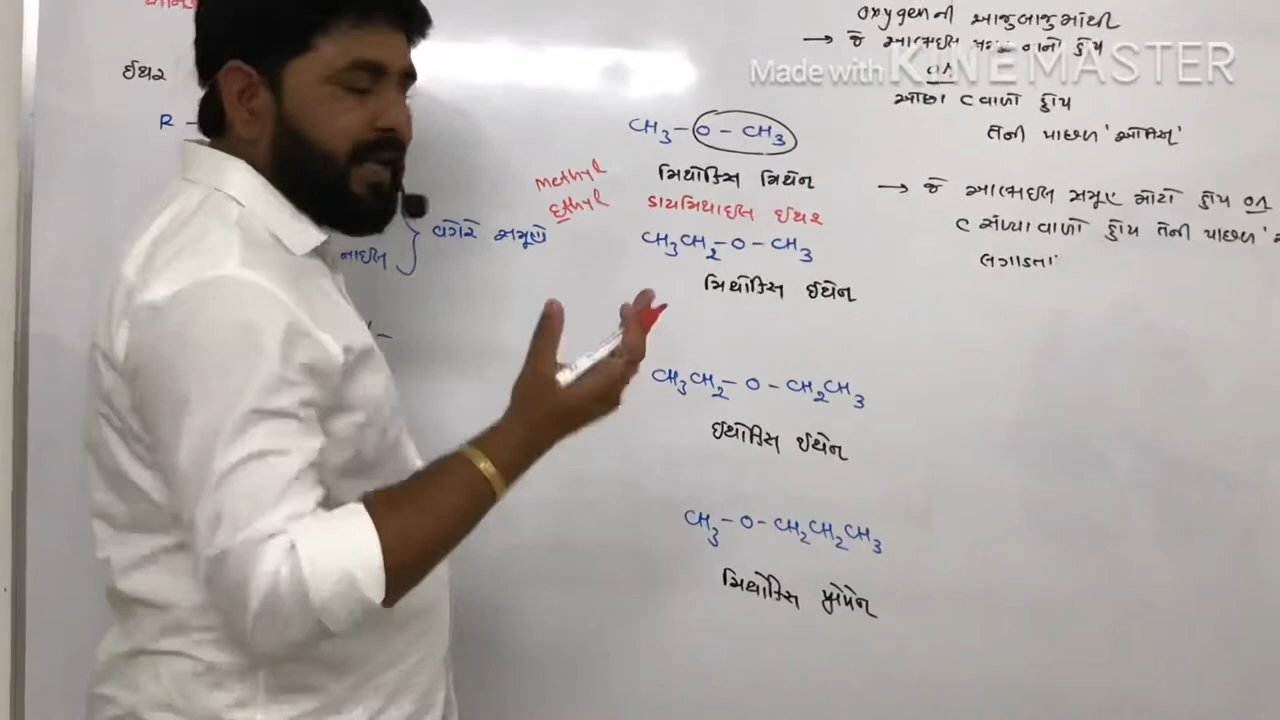 ઈથર
R -
નાઈલ
વગેરે સમૂહો
Methyl
Ethyl
CH3 - O - CH3
મિથોક્સિ મિથેન
ડાયમિથાઇલ ઈથર
CH3CH2 - O - CH3
મિથોક્સિ ઈથેન
CH3CH2 - O - CH2CH3
ઈથોક્સિ ઈથેન
CH3 - O - CH2CH2CH3
મિથોક્સિ પ્રોપેન
Oxygenની આજુબાજુમાંથી
→ જે આલ્કાઇલ નાનો હોય
ઓછા C વાળો હોય
તેની પાછળ 'ઓક્સિ'
→ જે આલ્કાઇલ સમૂહ મોટો હોય
C સંખ્યાવાળો હોય તેની પાછળ '
લગાડતા
Made with KINEMASTER